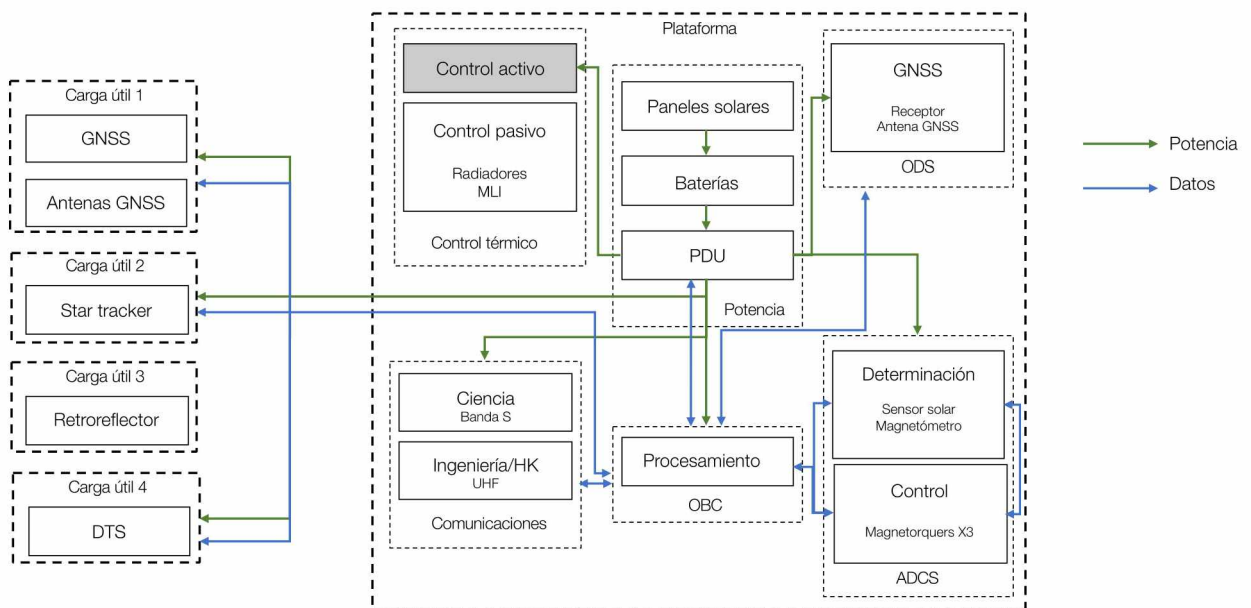 Plataforma
Carga útil 1
GNSS
Antenas GNSS
Carga útil 2
Star tracker
Carga útil 3
Retroreflector
Carga útil 4
DTS
Control activo
Control pasivo
Radiadores
MLI
Control térmico
Paneles solares
Baterías
PDU
Potencia
GNSS
Receptor
Antena GNSS
ODS
Ciencia
Banda S
Ingeniería/HK
UHF
Comunicaciones
Procesamiento
OBC
Determinación
Sensor solar
Magnetómetro
Control
Magnetorquers X3
ADCS
Potencia
Datos